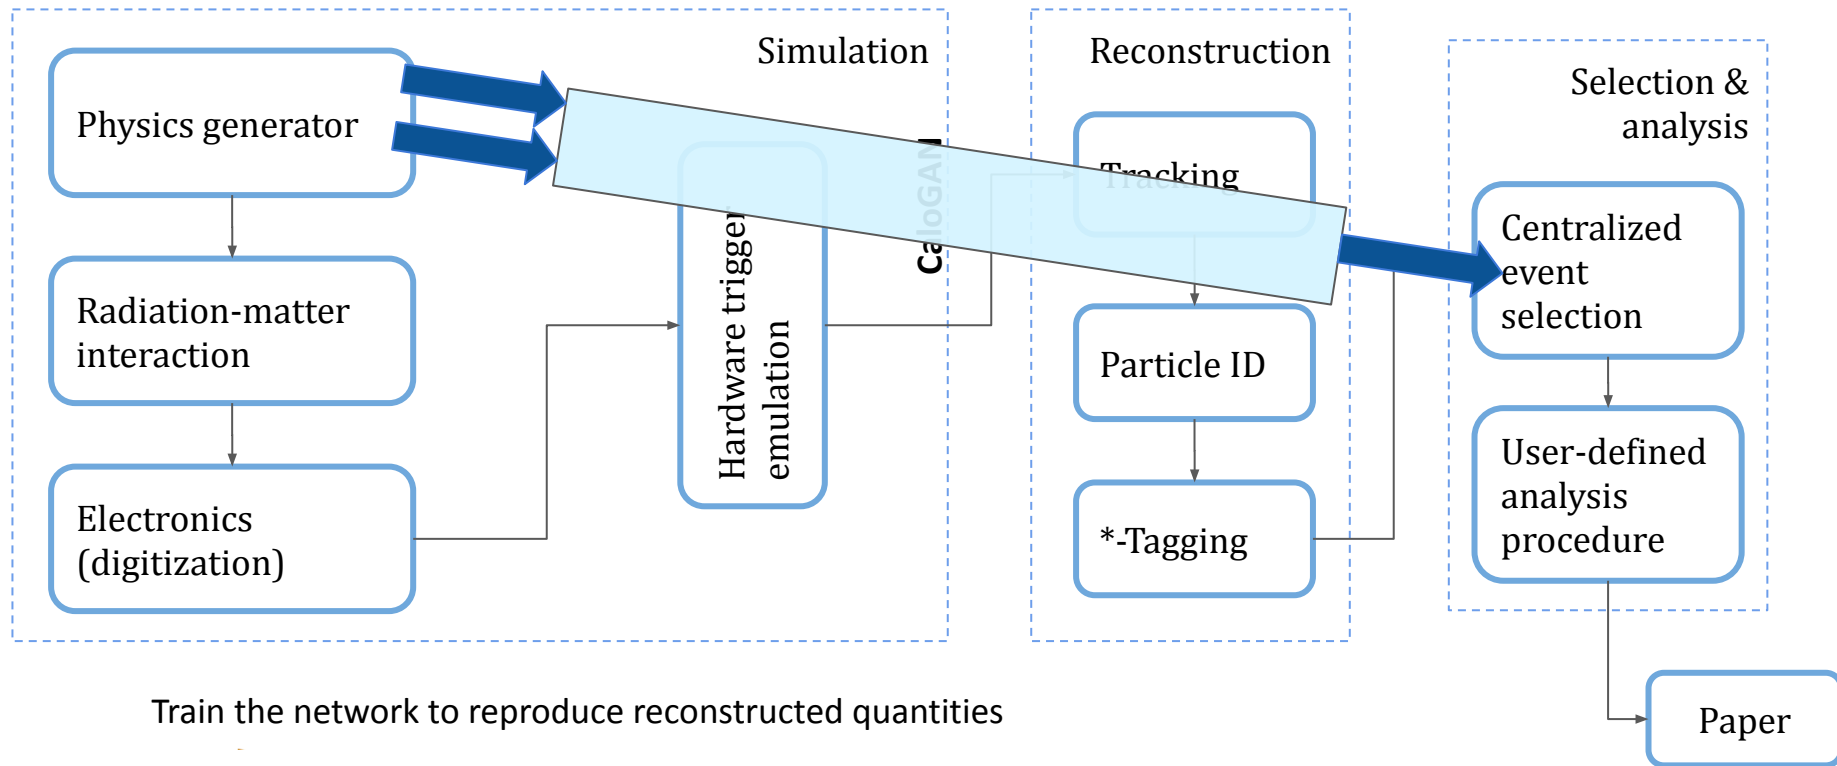 Simulation
Physics generator
Radiation-matter
interaction
Electronics
(digitization)
Hardware trigger
emulation
CaloGAN
Reconstruction
Tracking
Particle ID
*-Tagging
Selection &
analysis
Centralized
event
selection
User-defined
analysis
procedure
Paper
Train the network to reproduce reconstructed quantities